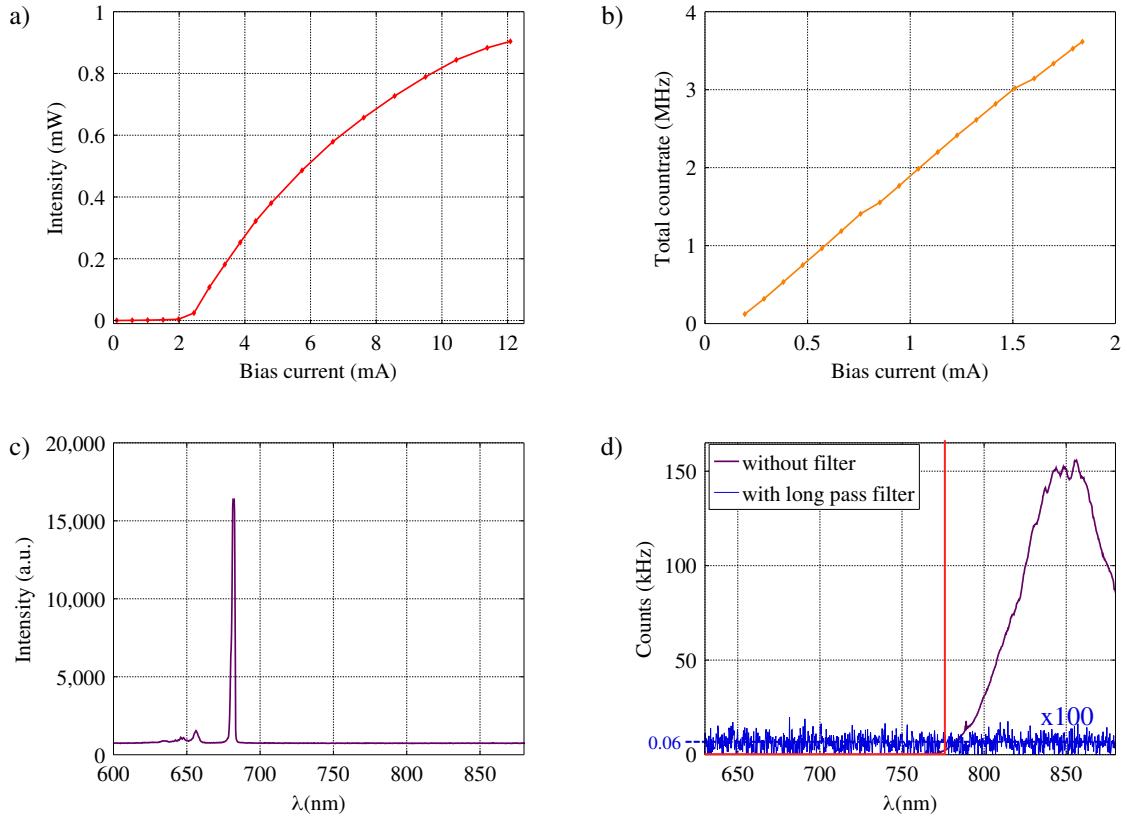 a)
1
0.8
0.6
0.4
0.2
0
0 2 4 6 8 10 12
Intensity (mW)
Bias current (mA)
b)
4
3
2
1
0
0 0.5 1 1.5 2
Total countrate (MHz)
Bias current (mA)
c)
20,000
15,000
10,000
5,000
0
600 650 700 750 800 850
Intensity (a.u.)
λ(nm)
d)
without filter
with long pass filter
150
100
50
0
0.06
x100
650 700 750 800 850
Counts (kHz)
λ(nm)